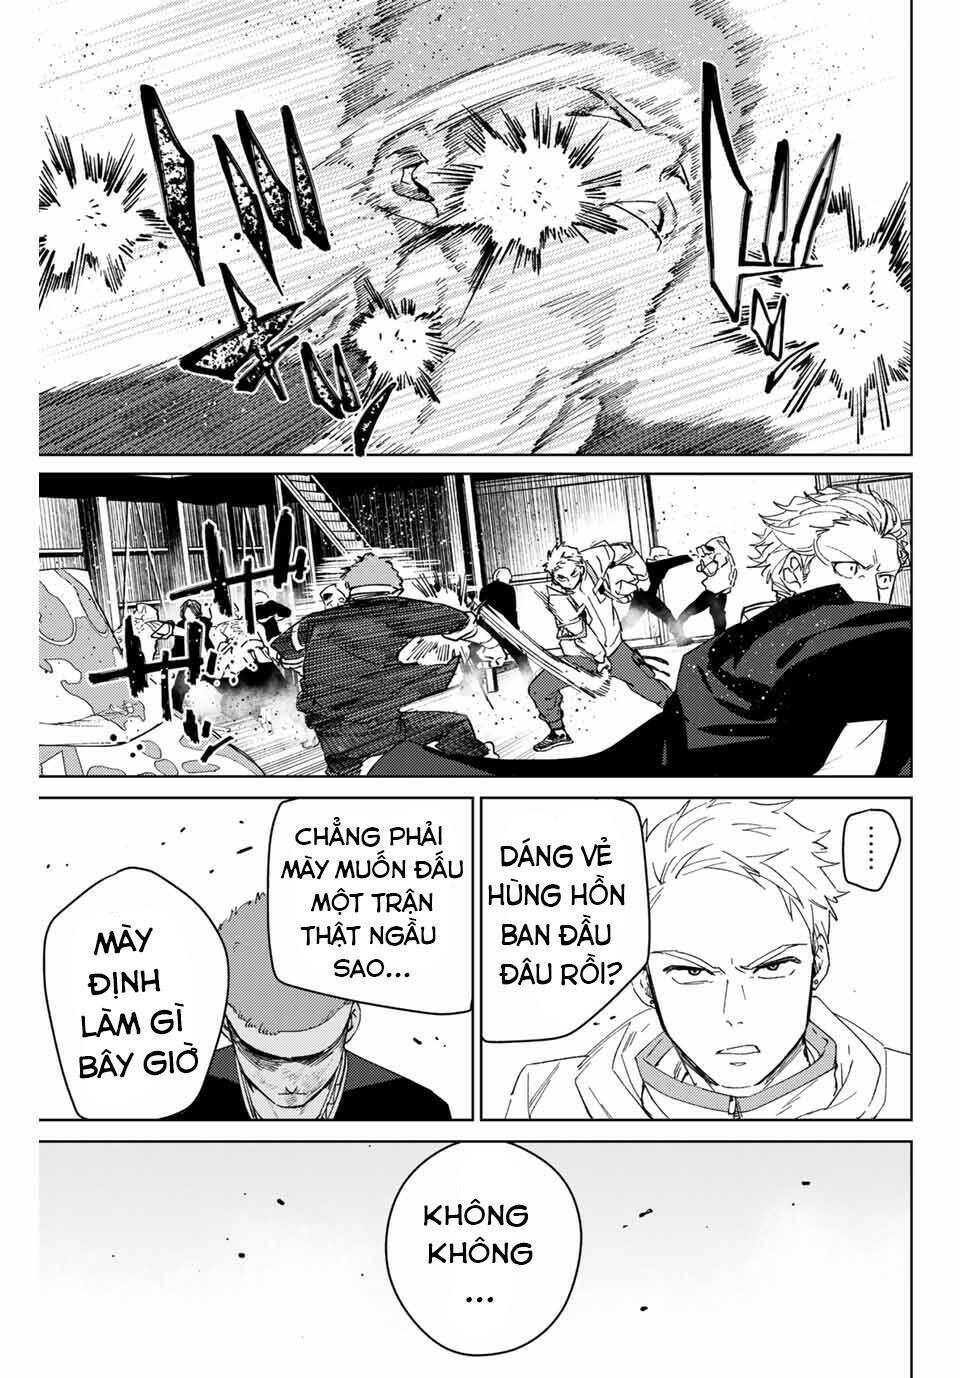 ........
DÁNG VẺ
HÙNG HỒN
BAN ĐẦU
ĐÂU RỒI?
CHẲNG PHẢI
MÀY MUỐN ĐẤU
MỘT TRẬN
THẬT NGẦU
SAO...
MÀY
ĐỊNH
LÀM GÌ
BÂY GIỜ
KHÔNG
KHÔNG
...